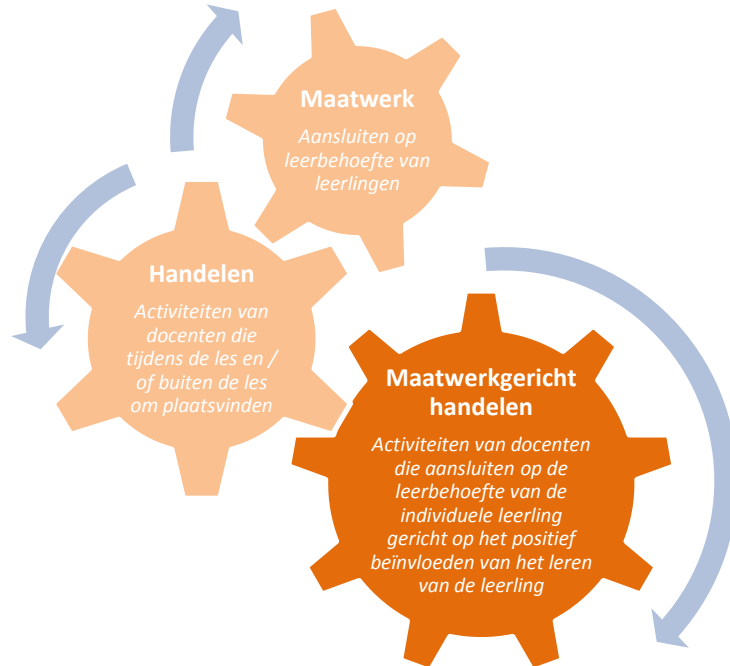 Maatwerk
Aansluiten op
leerbehoefte van
leerlingen
Handelen
Activiteiten van
docenten die
tijdens de les en /
of buiten de les
om plaatsvinden
Maatwerkgericht
handelen
Activiteiten van docenten
die aansluiten op de
leerbehoefte van de
individuele leerling
gericht op het positief
beïnvloeden van het leren
van de leerling